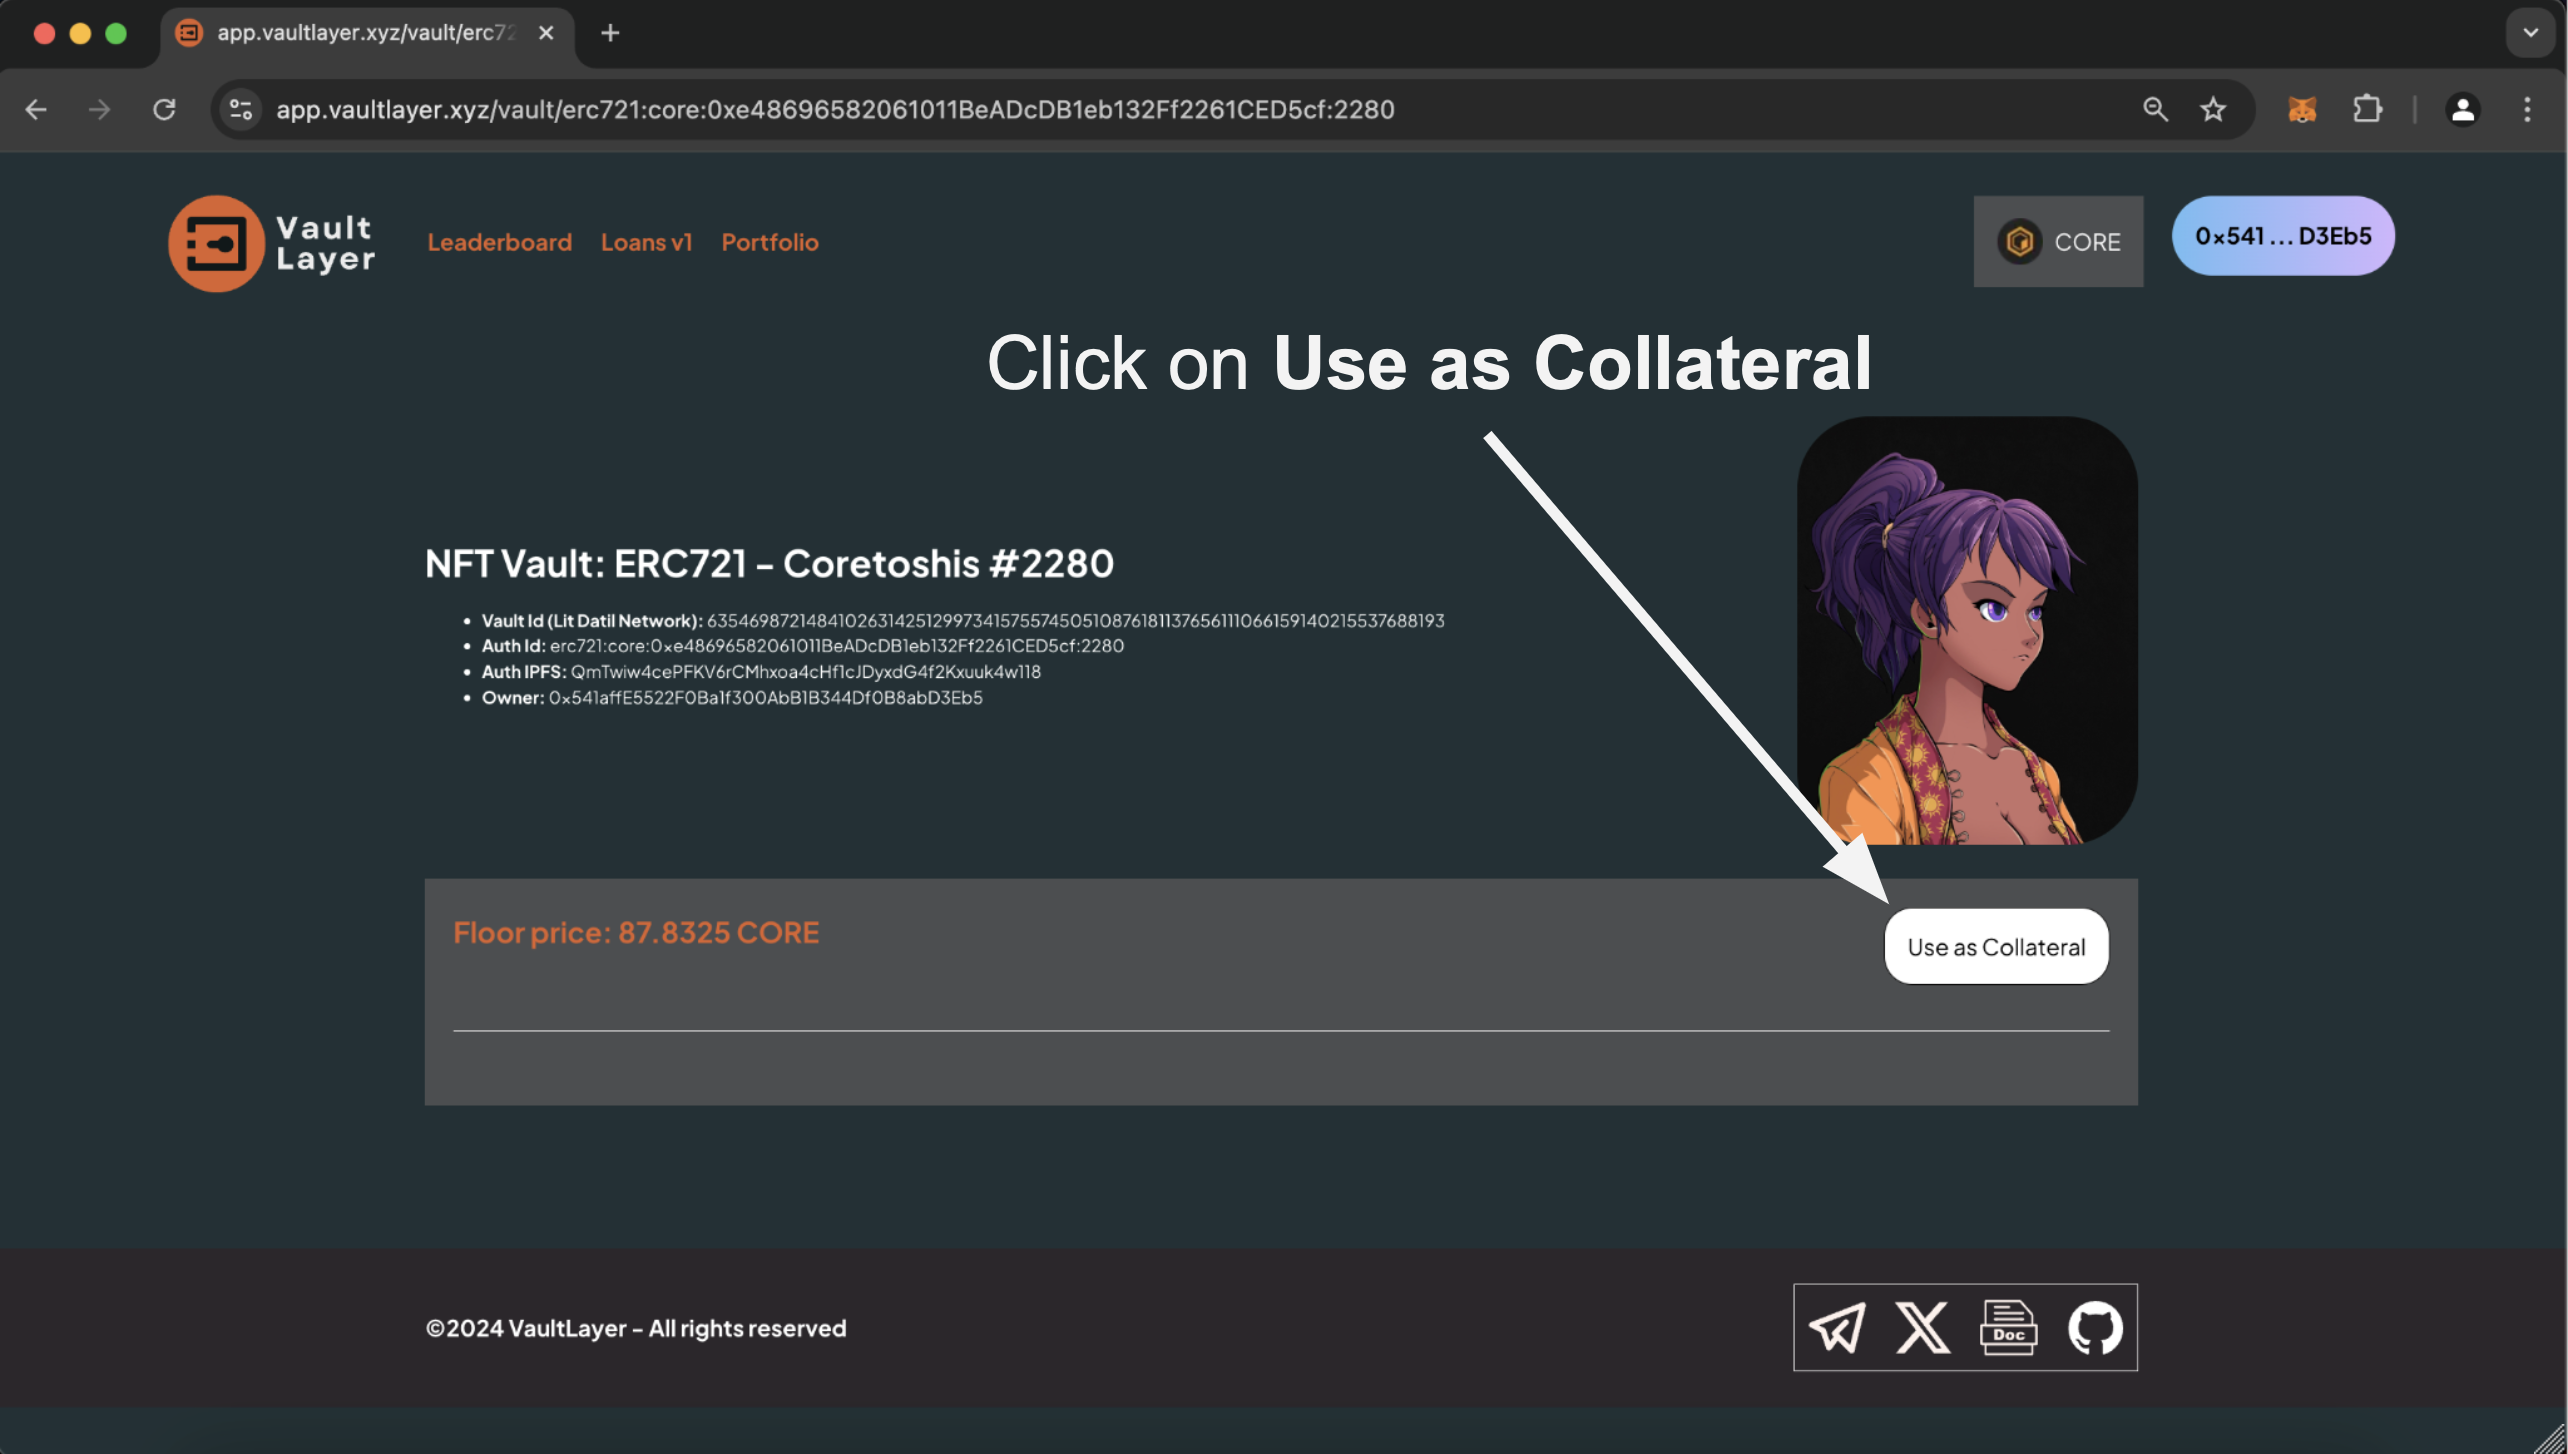 app.vaultlayer.xyz/vault/erc72
app.vaultlayer.xyz/vault/erc721:core:0xe48696582061011BeADcDB1eb132Ff2261CED5cf:2280
Vault
Layer
Leaderboard
Loans v1
Portfolio
CORE
0x541 ... D3Eb5
Click on Use as Collateral
NFT Vault: ERC721 - Coretoshis #2280
Vault Id (Lit Datil Network): 63546987214841026314251299734157557450510876181137656111066159140215537688193
Auth Id: erc721:core:0xe48696582061011BeADcDB1eb132Ff2261CED5cf:2280
Auth IPFS: QmTwiw4cePFKV6rCMhxoa4cHf1cJDyxdG4f2Kxuuk4w118
Owner: 0x541affE5522F0Ba1f300AbB1B344Df0B8abD3Eb5
Floor price: 87.8325 CORE
Use as Collateral
©2024 VaultLayer - All rights reserved
Doc